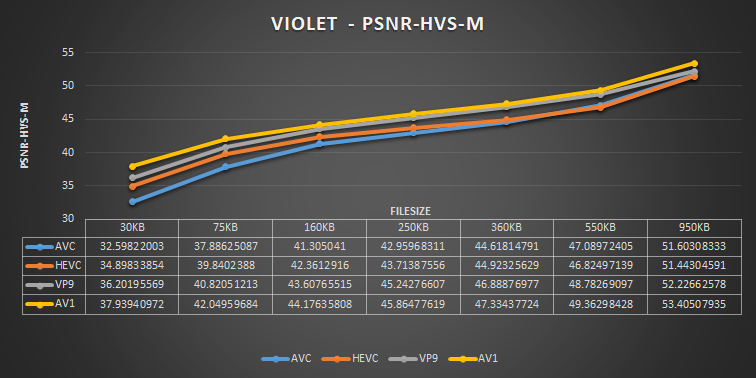 VIOLET - PSNR-HVS-M
55
50
45
40
35
30
PSNR-HVS-M
FILESIZE
30KB 75KB 160KB 250KB 360KB 550KB 950KB
AVC 32.59822003 37.88625087 41.305041 42.95968311 44.61814791 47.08972405 51.60308333
HEVC 34.89833854 39.8402388 42.3612916 43.71387556 44.92325629 46.82497139 51.44304591
VP9 36.20195569 40.82051213 43.60765515 45.24276607 46.88876977 48.78269097 52.22662578
AV1 37.93940972 42.04959684 44.17635808 45.86477619 47.33437724 49.36298428 53.40507935
AVC HEVC VP9 AV1